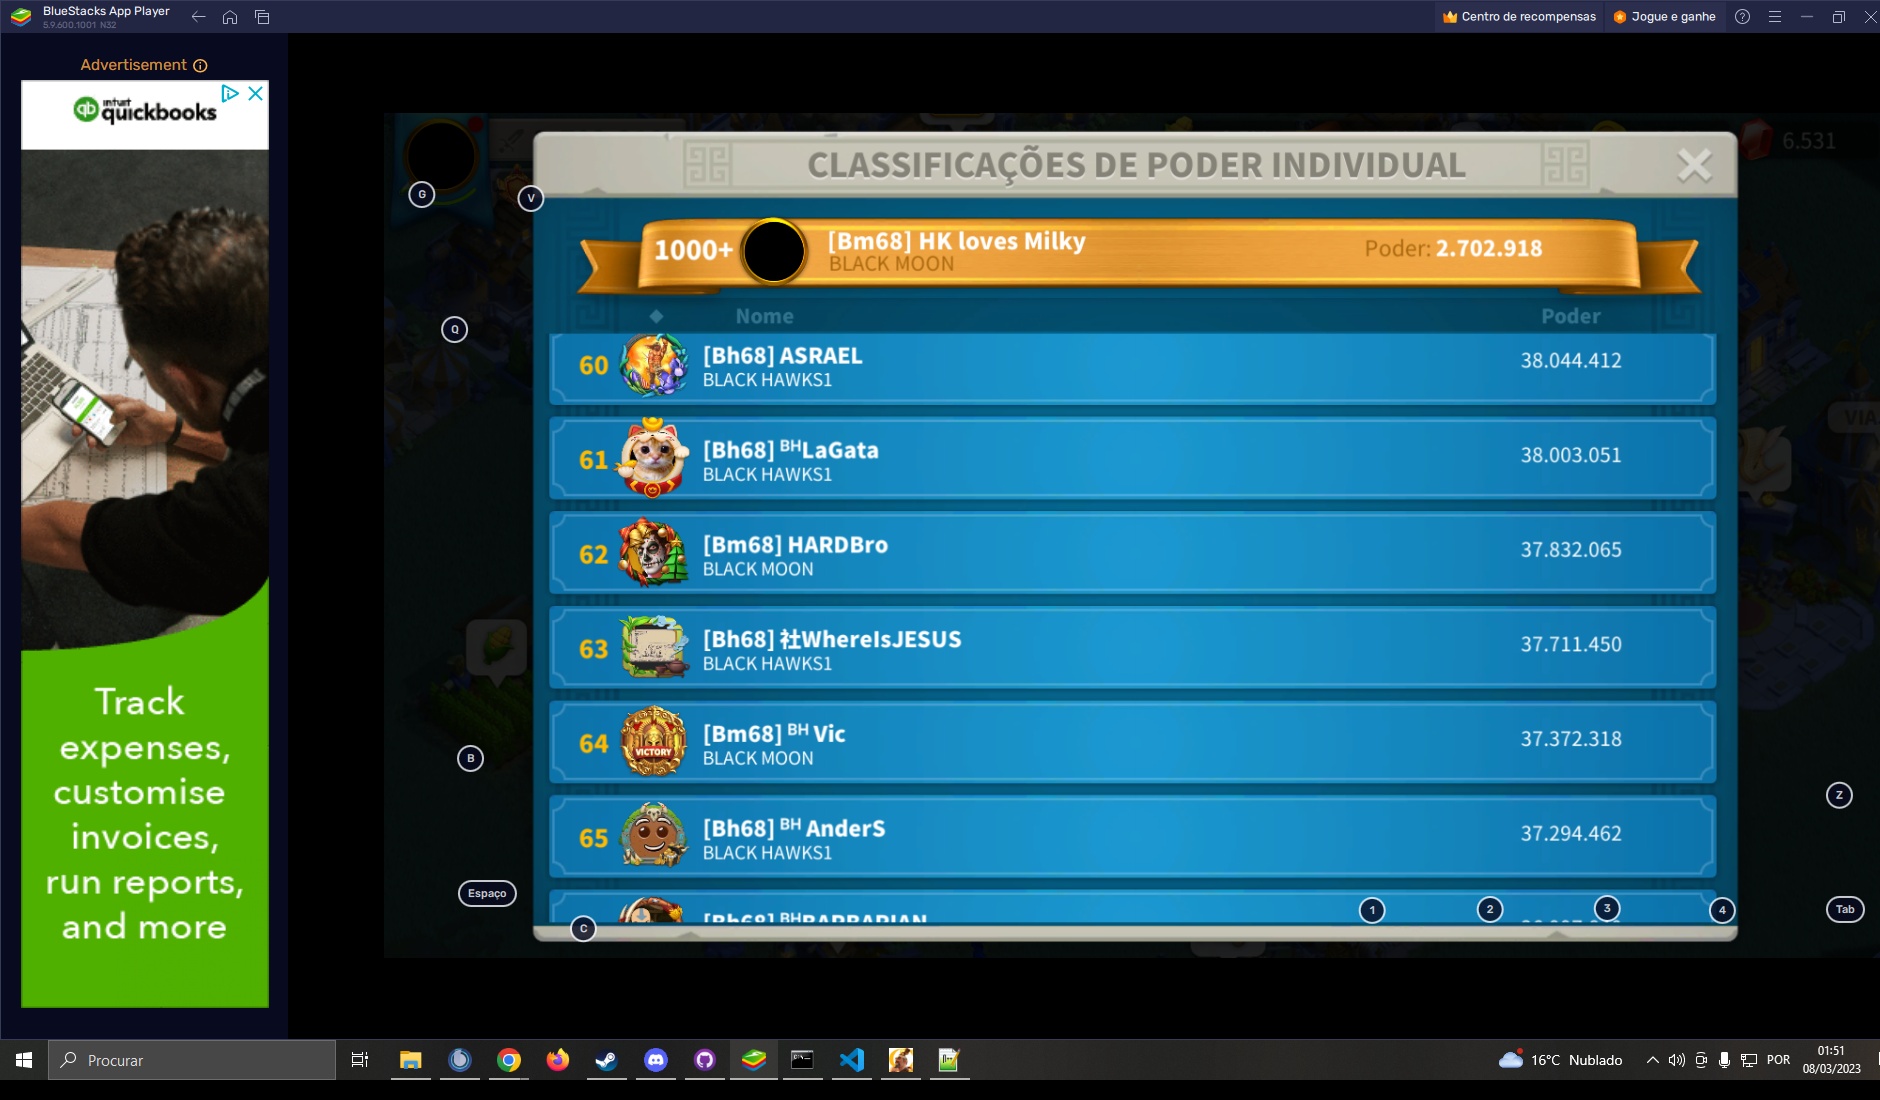 BlueStacks App Player
5.9.600.1001 N32
Centro de recompensas
Jogue e ganhe
Advertisement
intuit
qb quickbooks
Track
expenses,
customise
invoices,
run reports,
and more
6.531
CLASSIFICAÇÕES DE PODER INDIVIDUAL
G
V
1000+
[Bm68] HK loves Milky
BLACK MOON
Poder: 2.702.918
Nome
Poder
Q
60
[Bh68] ASRAEL
BLACK HAWKS1
38.044.412
VIA
61
[Bh68] ᴮᴴLaGata
BLACK HAWKS1
38.003.051
62
[Bm68] HARDBro
BLACK MOON
37.832.065
63
[Bh68] 社WhereIsJESUS
BLACK HAWKS1
37.711.450
64
VICTORY
[Bm68] ᴮᴴ Vic
BLACK MOON
37.372.318
B
Z
65
[Bh68] ᴮᴴ AnderS
BLACK HAWKS1
37.294.462
Espaço
[Bh68] ᴮᴴBARBARIAN
C
1
2
3
4
Tab
Procurar
16°C Nublado
POR
01:51
08/03/2023